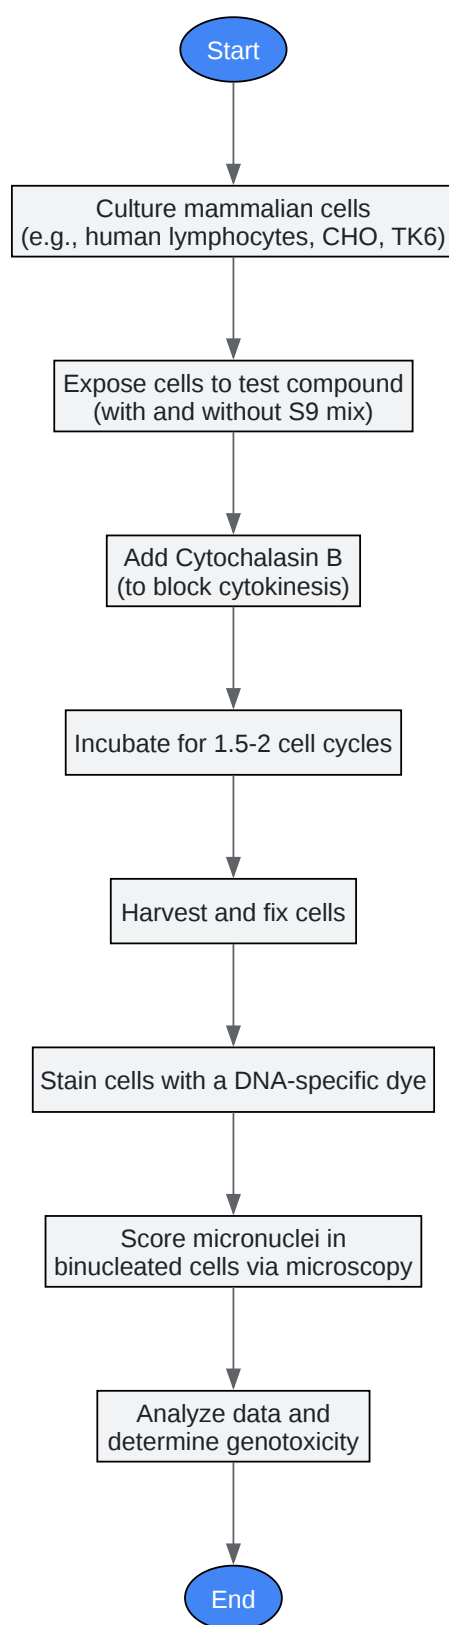 Start
Culture mammalian cells
(e.g., human lymphocytes, CHO, TK6)
Expose cells to test compound
(with and without S9 mix)
Add Cytochalasin B
(to block cytokinesis)
Incubate for 1.5-2 cell cycles
Harvest and fix cells
Stain cells with a DNA-specific dye
Score micronuclei in
binucleated cells via microscopy
Analyze data and
determine genotoxicity
End